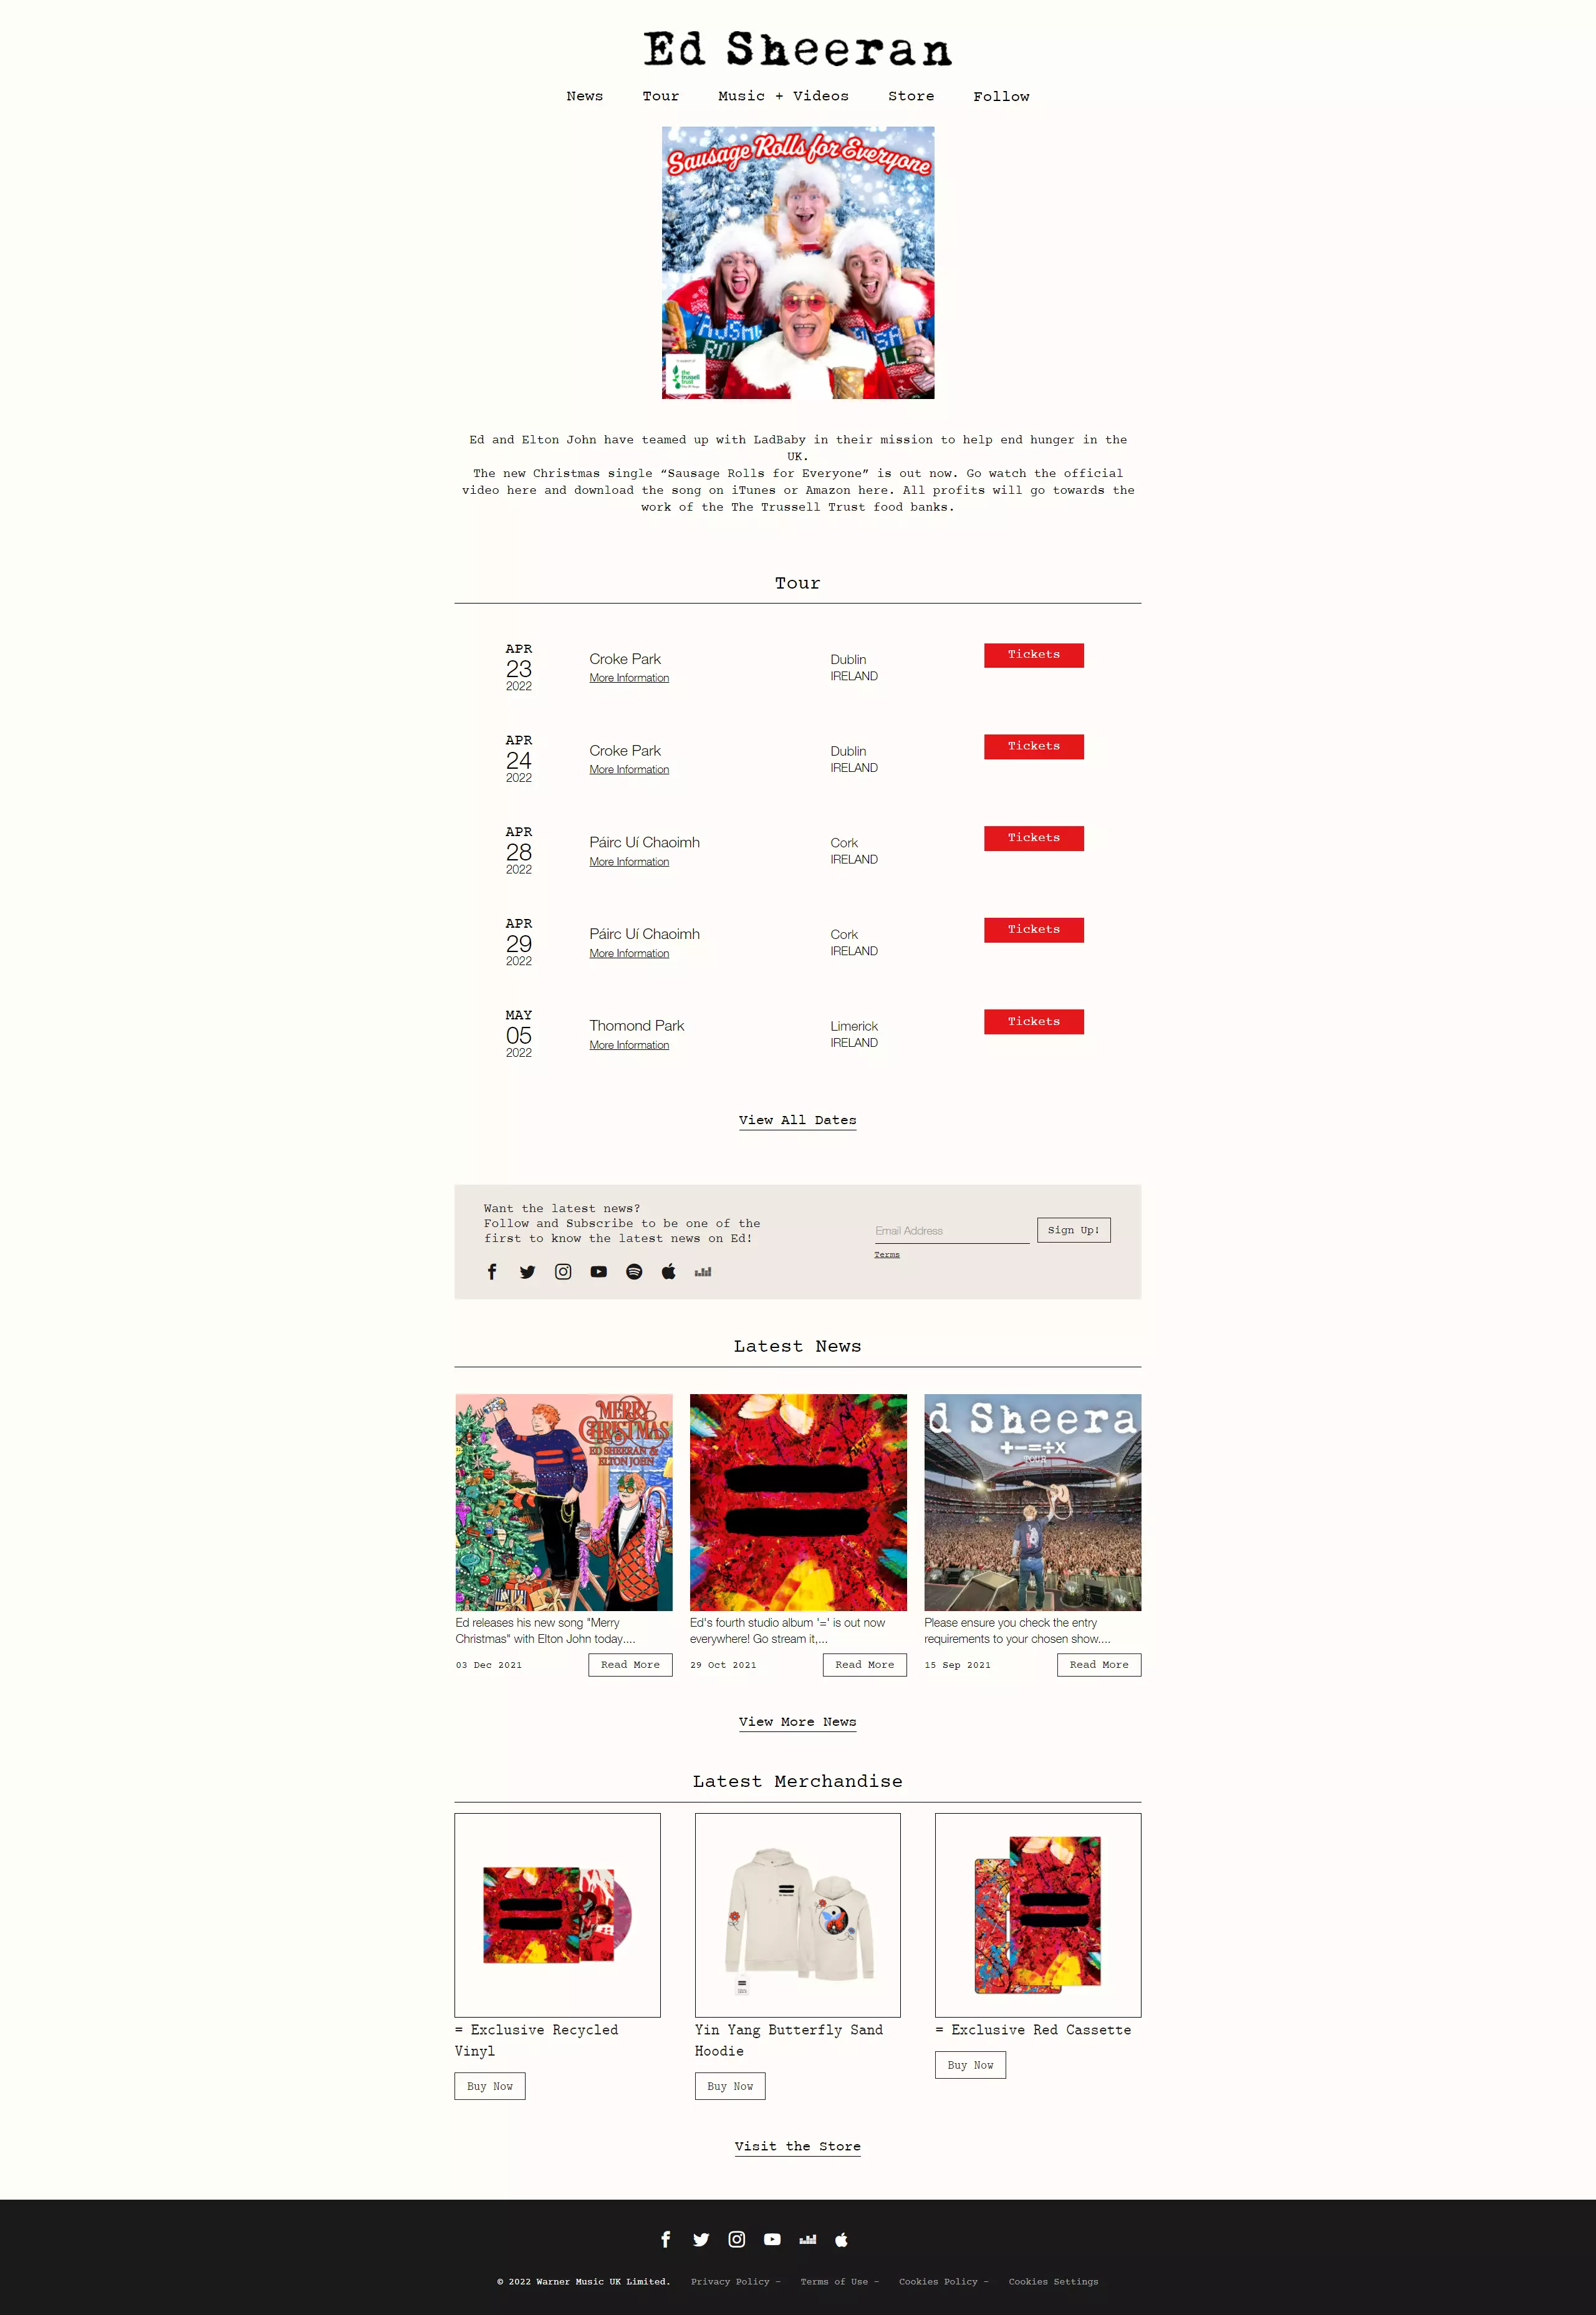 Ed Sheeran
News Tour Music + Videos Store Follow
Sausage Rolls for Everyone
the
trussell
trust
Ed and Elton John have teamed up with LadBaby in their mission to help end hunger in the
UK.
The new Christmas single “Sausage Rolls for Everyone” is out now. Go watch the official
video here and download the song on iTunes or Amazon here. All profits will go towards the
work of the The Trussell Trust food banks.
Tour
APR
23
2022
Croke Park
More Information
Dublin
IRELAND
Tickets
APR
24
2022
Croke Park
More Information
Dublin
IRELAND
Tickets
APR
28
2022
Páirc Uí Chaoimh
More Information
Cork
IRELAND
Tickets
APR
29
2022
Páirc Uí Chaoimh
More Information
Cork
IRELAND
Tickets
MAY
05
2022
Thomond Park
More Information
Limerick
IRELAND
Tickets
View All Dates
Want the latest news?
Follow and Subscribe to be one of the
first to know the latest news on Ed!
Email Address
Sign Up!
Terms
Latest News
MERRY
CHRISTMAS
ED SHEERAN &
ELTON JOHN
d Sheera
+-=÷x
TOUR
Ed releases his new song "Merry
Christmas" with Elton John today....
03 Dec 2021
Read More
Ed's fourth studio album '=' is out now
everywhere! Go stream it,...
29 Oct 2021
Read More
Please ensure you check the entry
requirements to your chosen show....
15 Sep 2021
Read More
View More News
Latest Merchandise
= Exclusive Recycled
Vinyl
Buy Now
Yin Yang Butterfly Sand
Hoodie
Buy Now
= Exclusive Red Cassette
Buy Now
Visit the Store
© 2022 Warner Music UK Limited. Privacy Policy - Terms of Use - Cookies Policy - Cookies Settings